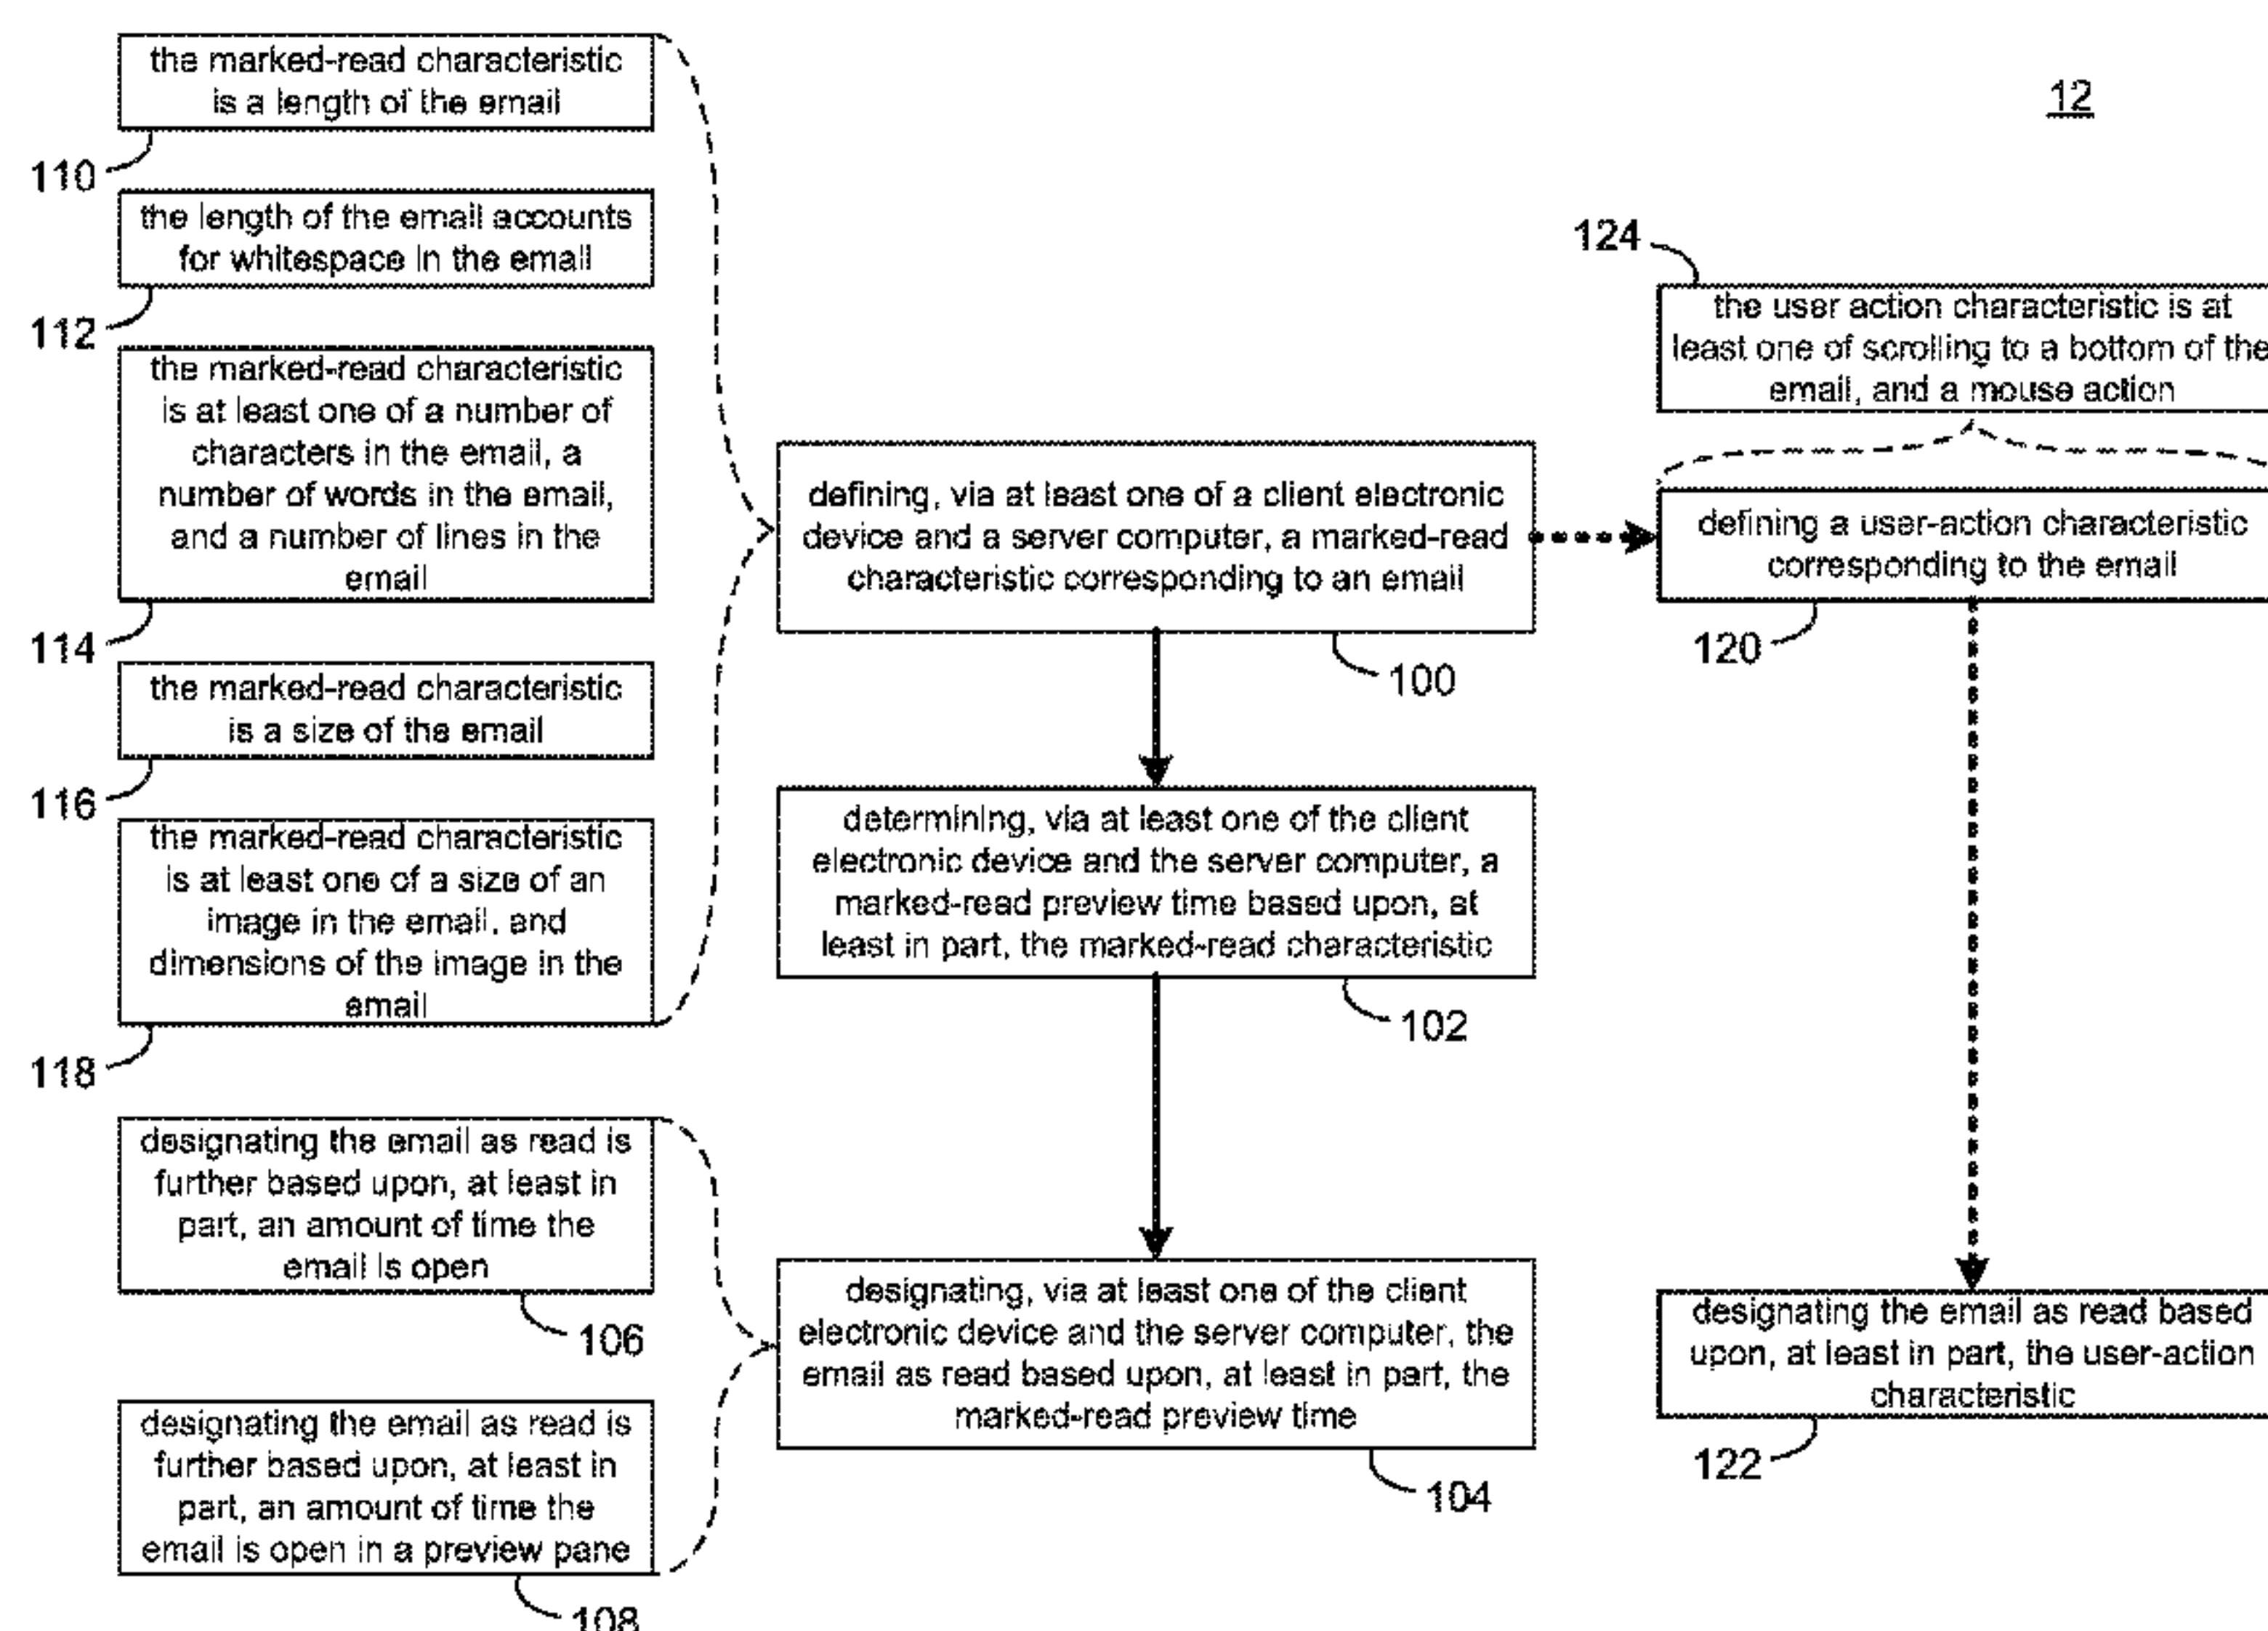 the marked-read characteristic
is a length of the email
110
the length of the email accounts
for whitespace in the email
112
the marked-read characteristic
is at least one of a number of
characters in the email, a
number of words in the email,
and a number of lines in the
email
114
the marked-read characteristic
is a size of the email
116
the marked-read characteristic
is at least one of a size of an
image in the email, and
dimensions of the image in the
email
118
designating the email as read is
further based upon, at least in
part, an amount of time the
email is open
106
designating the email as read is
further based upon, at least in
part, an amount of time the
email is open in a preview pane
108
defining, via at least one of a client electronic
device and a server computer, a marked-read
characteristic corresponding to an email
100
determining, via at least one of the client
electronic device and the server computer, a
marked-read preview time based upon, at
least in part, the marked-read characteristic
102
designating, via at least one of the client
electronic device and the server computer, the
email as read based upon, at least in part, the
marked-read preview time
104
12
124
the user action characteristic is at
least one of scrolling to a bottom of the
email, and a mouse action
defining a user-action characteristic
corresponding to the email
120
designating the email as read based
upon, at least in part, the user-action
characteristic
122